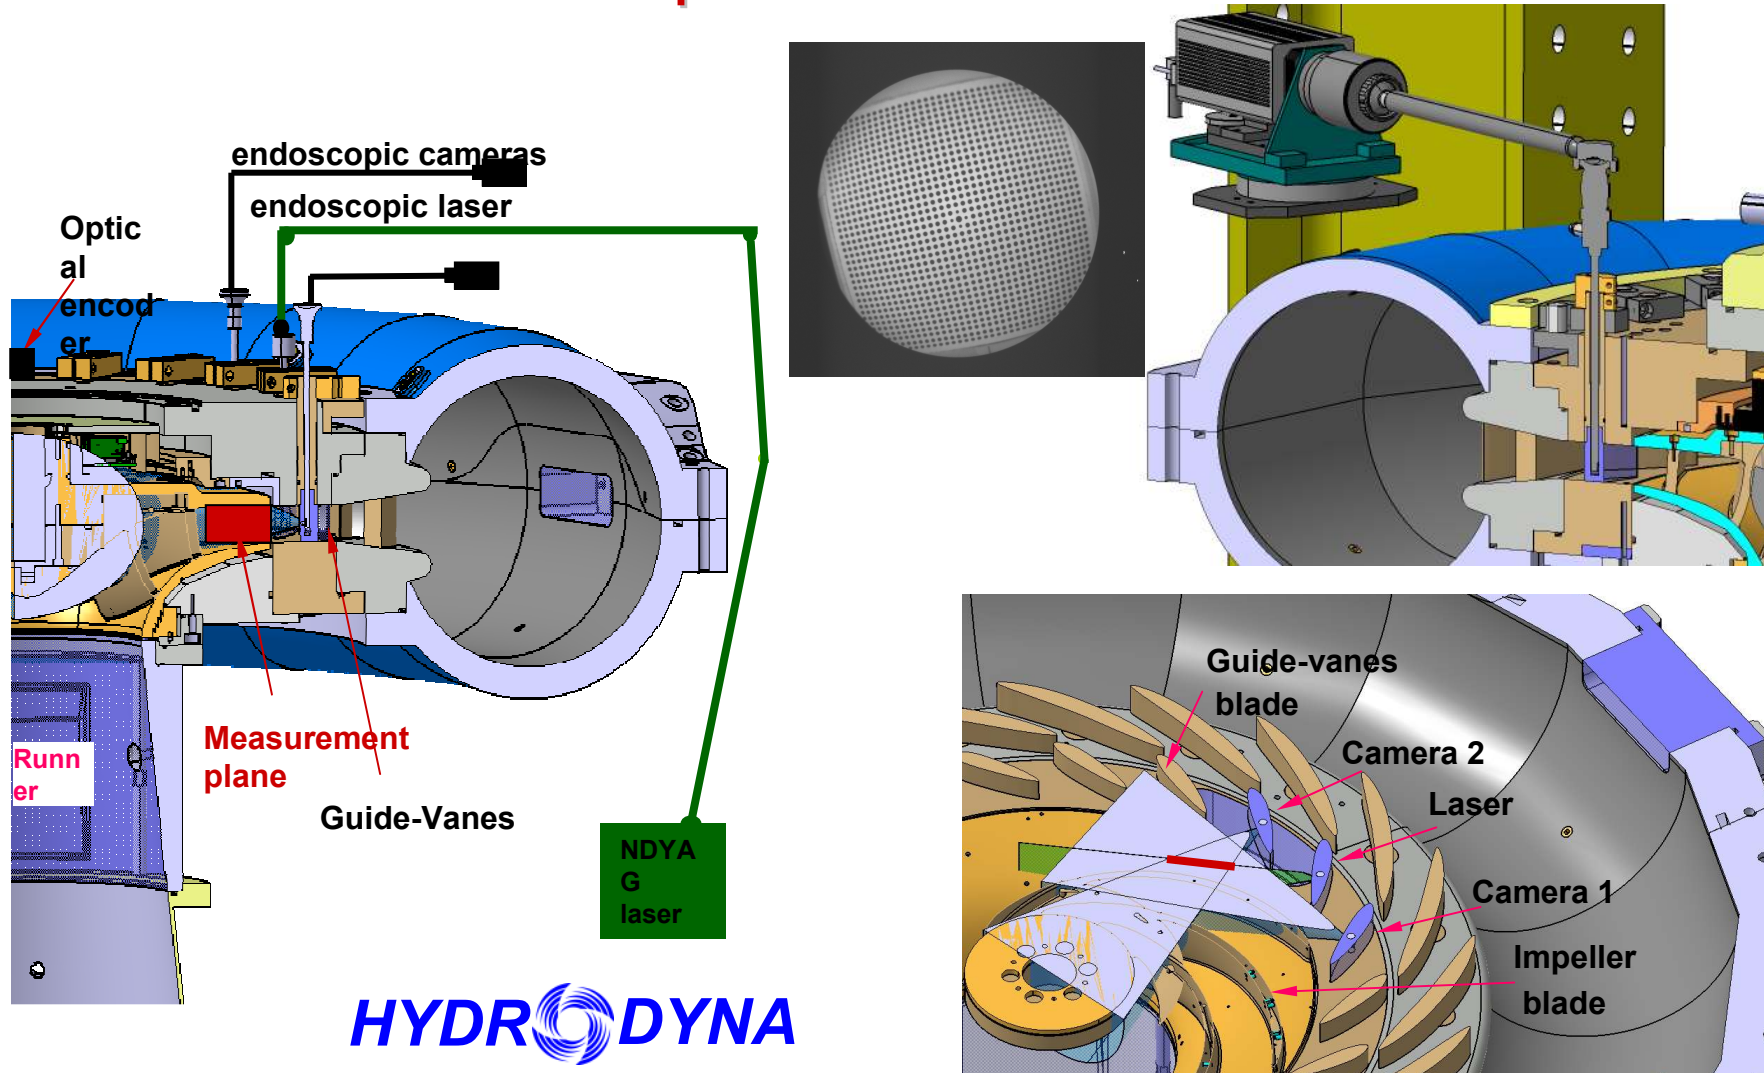 endoscopic cameras
endoscopic laser
Optic
al
encod
er
Measurement
plane
Runn
er
Guide-Vanes
NDYA
G
laser
HYDRODYNA
Guide-vanes
blade
Camera 2
Laser
Camera 1
Impeller
blade